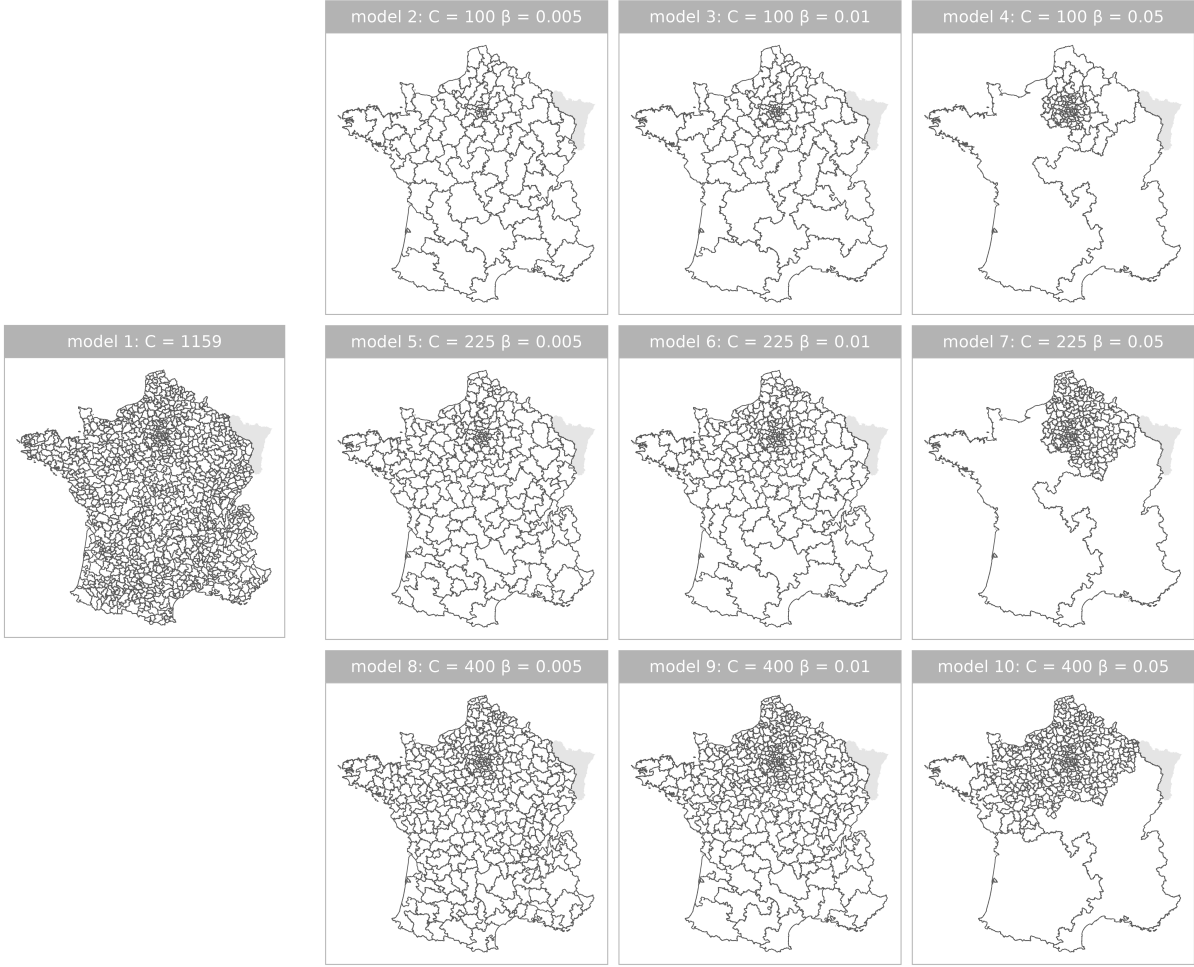 model 2: C = 100 β = 0.005
model 3: C = 100 β = 0.01
model 4: C = 100 β = 0.05
model 1: C = 1159
model 5: C = 225 β = 0.005
model 6: C = 225 β = 0.01
model 7: C = 225 β = 0.05
model 8: C = 400 β = 0.005
model 9: C = 400 β = 0.01
model 10: C = 400 β = 0.05